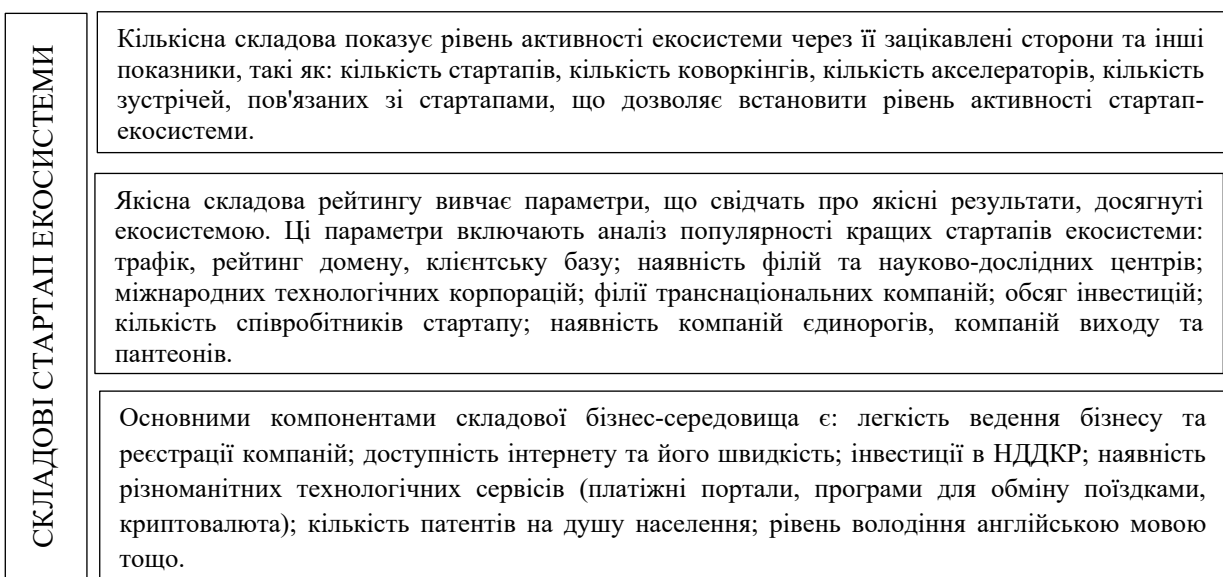 СКЛАДОВІ СТАРТАП ЕКОСИСТЕМИ
Кількісна складова показує рівень активності екосистеми через її зацікавлені сторони та інші
показники, такі як: кількість стартапів, кількість коворкінгів, кількість акселераторів, кількість
зустрічей, пов'язаних зі стартапами, що дозволяє встановити рівень активності стартап-
екосистеми.
Якісна складова рейтингу вивчає параметри, що свідчать про якісні результати, досягнуті
екосистемою. Ці параметри включають аналіз популярності кращих стартапів екосистеми:
трафік, рейтинг домену, клієнтську базу; наявність філій та науково-дослідних центрів;
міжнародних технологічних корпорацій; філії транснаціональних компаній; обсяг інвестицій;
кількість співробітників стартапу; наявність компаній єдинорогів, компаній виходу та
пантеонів.
Основними компонентами складової бізнес-середовища є: легкість ведення бізнесу та
реєстрації компаній; доступність інтернету та його швидкість; інвестиції в НДДКР; наявність
різноманітних технологічних сервісів (платіжні портали, програми для обміну поїздками,
криптовалюта); кількість патентів на душу населення; рівень володіння англійською мовою
тощо.